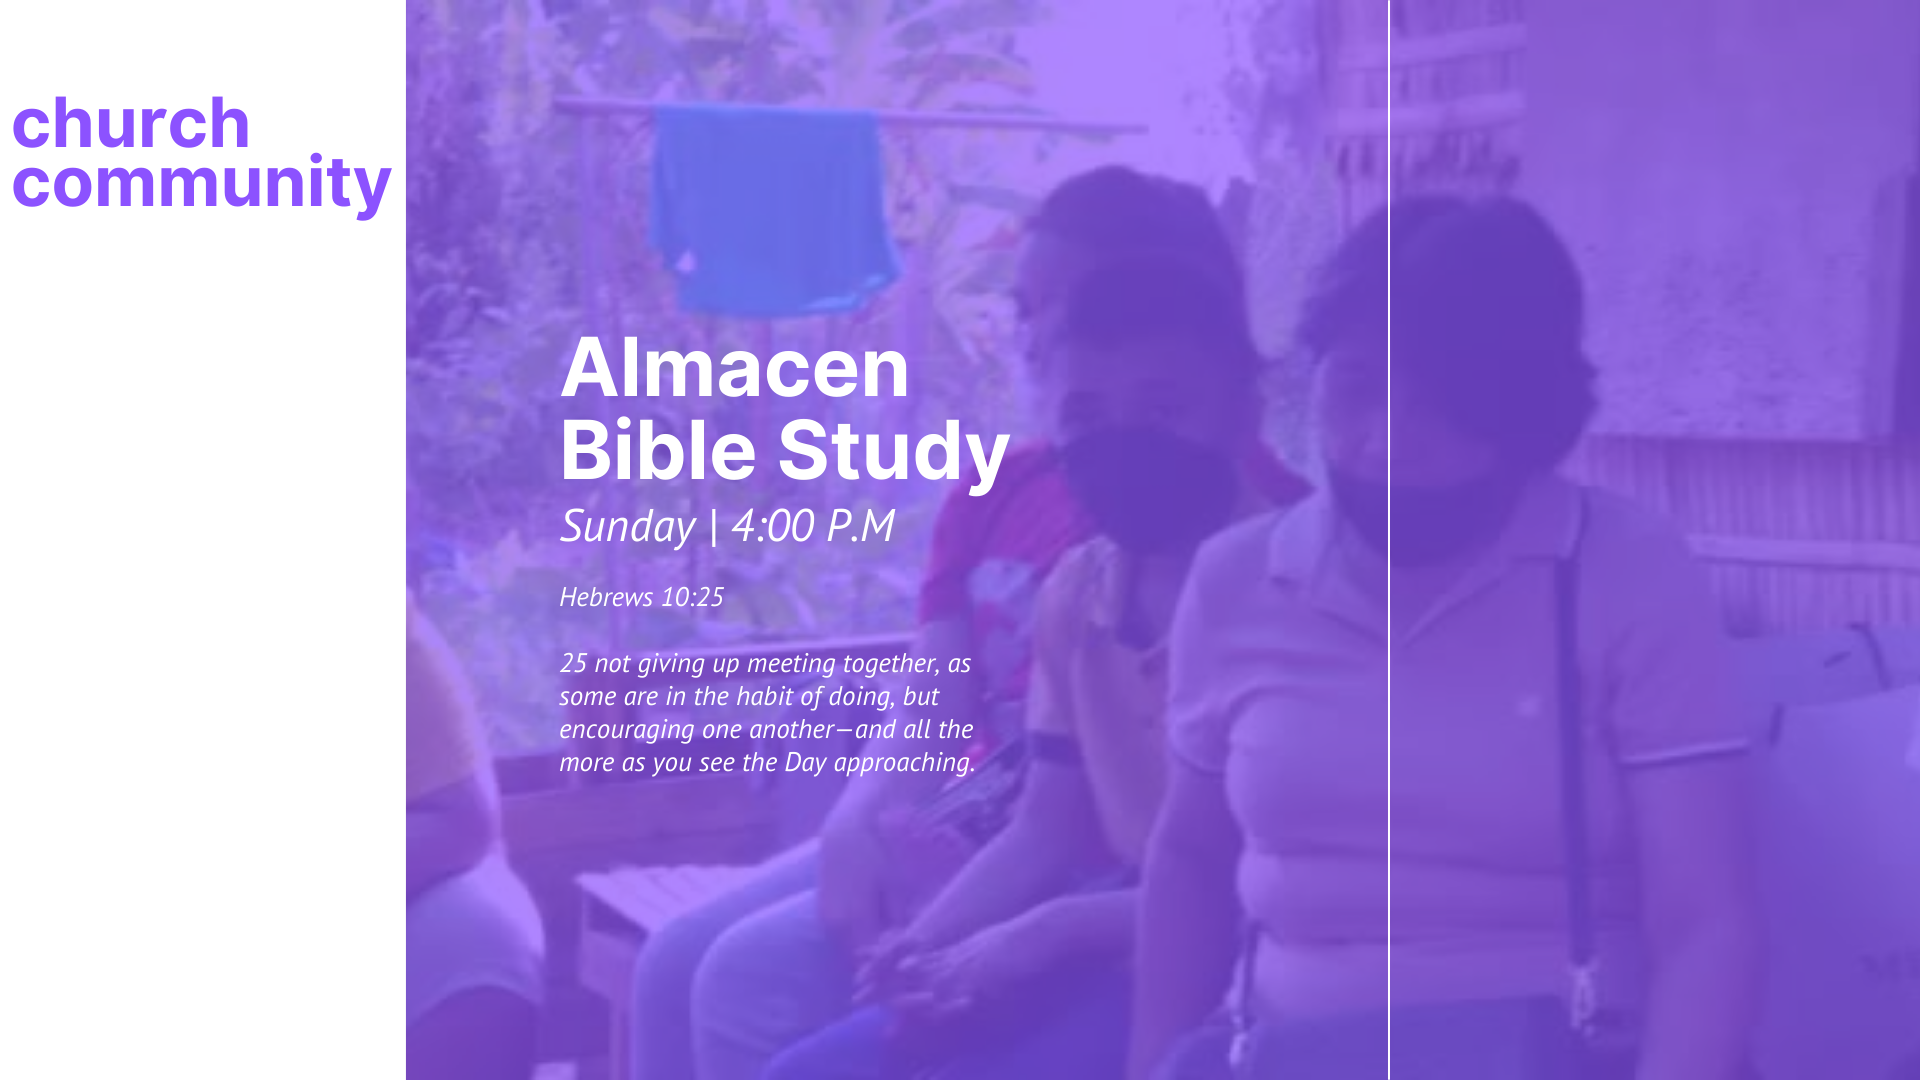 church
community
Almacen
Bible Study
Sunday | 4:00 P.M
Hebrews 10:25
25 not giving up meeting together, as
some are in the habit of doing, but
encouraging one another—and all the
more as you see the Day approaching.